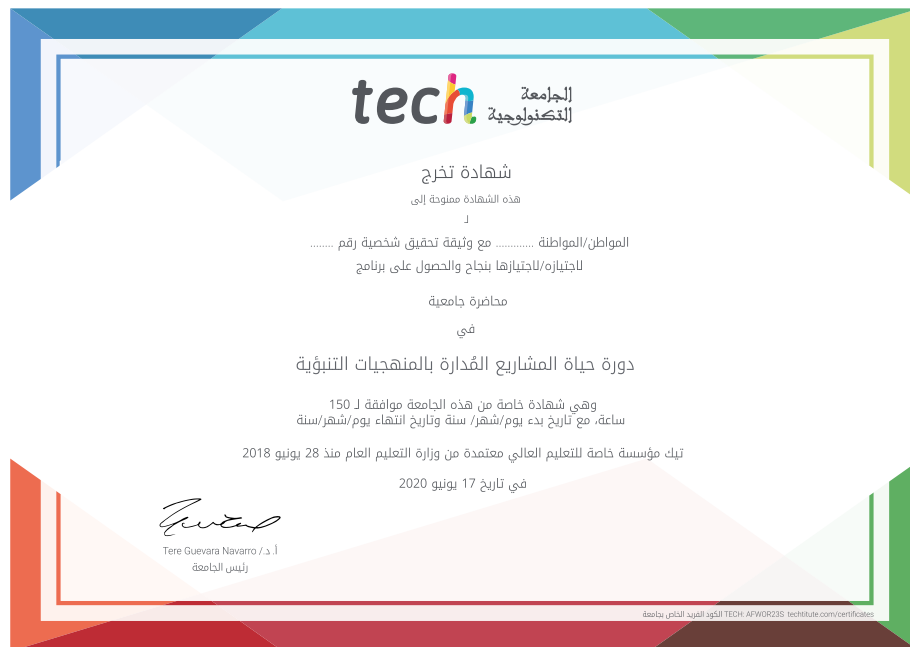 tech الجامعة
التكنولوجية
شهادة تخرج
هذه الشهادة ممنوحة إلى
لـ
المواطن/المواطنة ............ مع وثيقة تحقيق شخصية رقم ........
لاجتيازه/لاجتيازها بنجاح والحصول على برنامج
محاضرة جامعية
في
دورة حياة المشاريع المُدارة بالمنهجيات التنبؤية
وهي شهادة خاصة من هذه الجامعة موافقة لـ 150
ساعة، مع تاريخ بدء يوم/شهر/ سنة وتاريخ انتهاء يوم/شهر/سنة
تيك مؤسسة خاصة للتعليم العالي معتمدة من وزارة التعليم العام منذ 28 يونيو 2018
في تاريخ 17 يونيو 2020
أ. د./ Tere Guevara Navarro
رئيس الجامعة
الكود الفريد الخاص بجامعة TECH: AFWOR23S techtitute.com/certificates